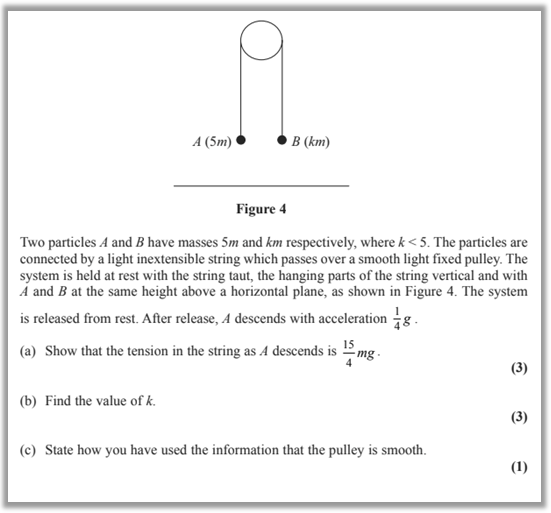 A (5m)
B (km)
Figure 4
Two particles A and B have masses 5m and km respectively, where k < 5. The particles are
connected by a light inextensible string which passes over a smooth light fixed pulley. The
system is held at rest with the string taut, the hanging parts of the string vertical and with
A and B at the same height above a horizontal plane, as shown in Figure 4. The system
is released from rest. After release, A descends with acceleration 1/4 g.
(a) Show that the tension in the string as A descends is 15/4 mg.
(3)
(b) Find the value of k.
(3)
(c) State how you have used the information that the pulley is smooth.
(1)